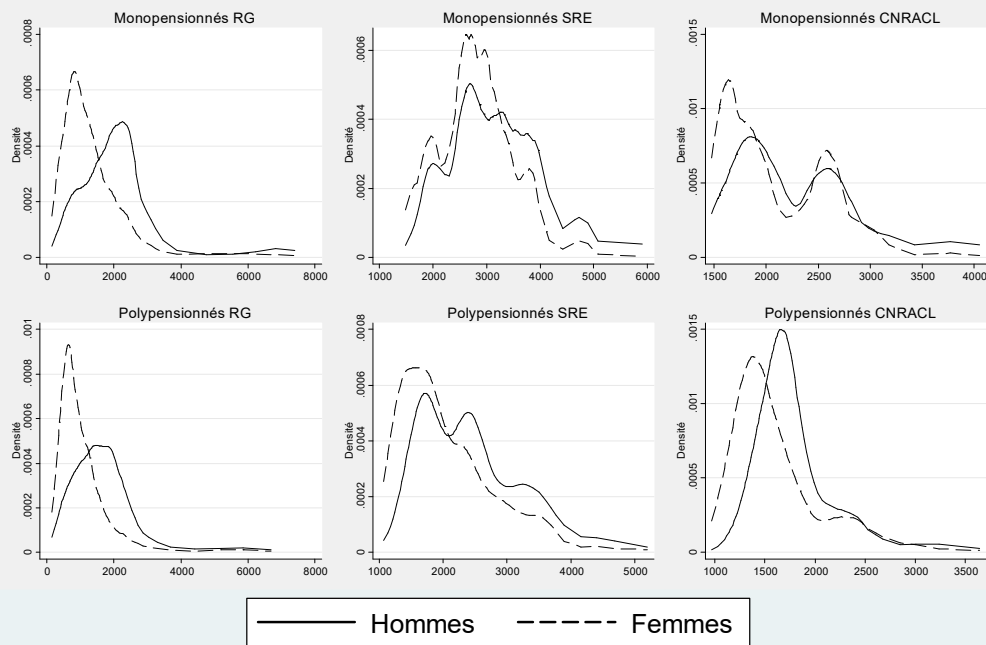 Monopensionnés RG
Densité
0 .0002 .0004 .0006 .0008
0 2000 4000 6000 8000
Monopensionnés SRE
Densité
0 .0002 .0004 .0006
1000 2000 3000 4000 5000 6000
Monopensionnés CNRACL
Densité
0 .0005 .001 .0015
1500 2000 2500 3000 3500 4000
Polypensionnés RG
Densité
0 .0002 .0004 .0006 .0008 .001
0 2000 4000 6000 8000
Polypensionnés SRE
Densité
0 .0002 .0004 .0006 .0008
1000 2000 3000 4000 5000
Polypensionnés CNRACL
Densité
0 .0005 .001 .0015
1000 1500 2000 2500 3000 3500
Hommes Femmes